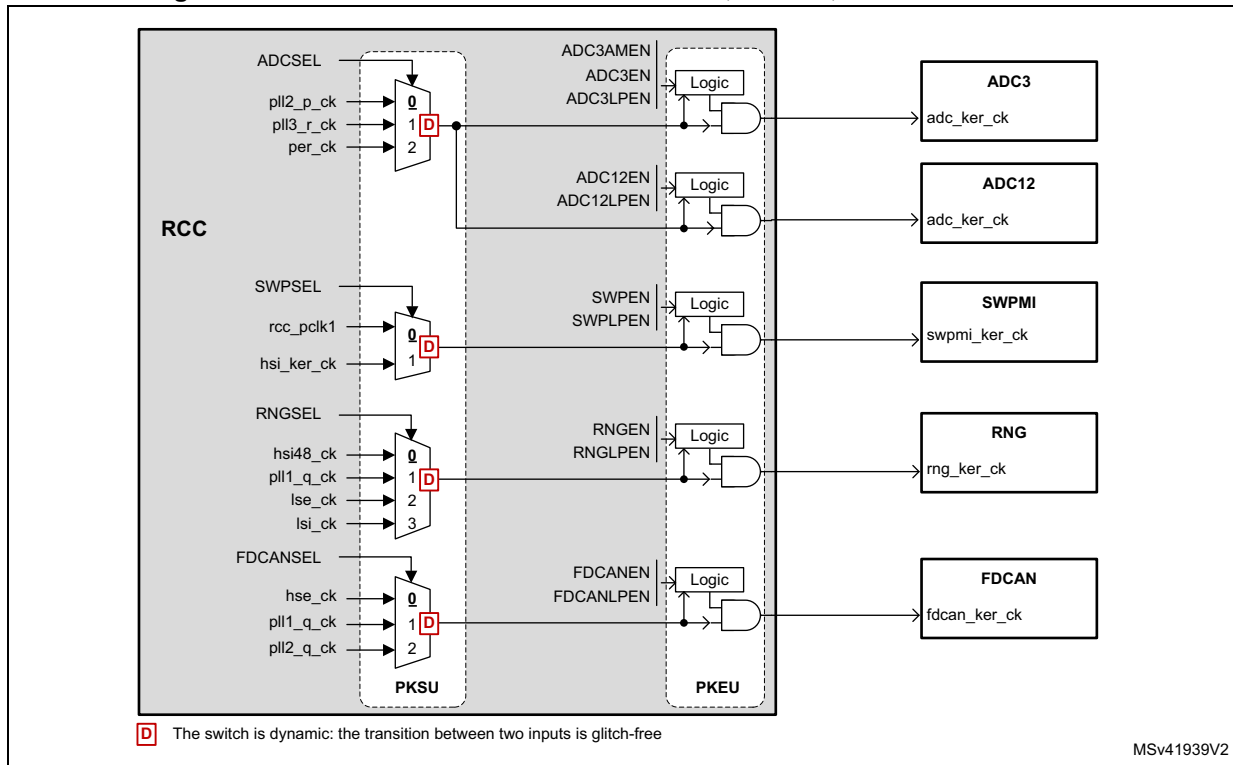 RCC
ADCSEL
pll2_p_ck
pll3_r_ck
per_ck
0
1
2
D
ADC3AMEN
ADC3EN
ADC3LPEN
Logic
ADC3
adc_ker_ck
ADC12EN
ADC12LPEN
Logic
ADC12
adc_ker_ck
SWPSEL
rcc_pclk1
hsi_ker_ck
0
1
D
SWPEN
SWPLPEN
Logic
SWPMI
swpmi_ker_ck
RNGSEL
hsi48_ck
pll1_q_ck
lse_ck
lsi_ck
0
1
2
3
D
RNGEN
RNGLPEN
Logic
RNG
rng_ker_ck
FDCANSEL
hse_ck
pll1_q_ck
pll2_q_ck
0
1
2
D
FDCANEN
FDCANLPEN
Logic
FDCAN
fdcan_ker_ck
PKSU
PKEU
D The switch is dynamic: the transition between two inputs is glitch-free
MSv41939V2